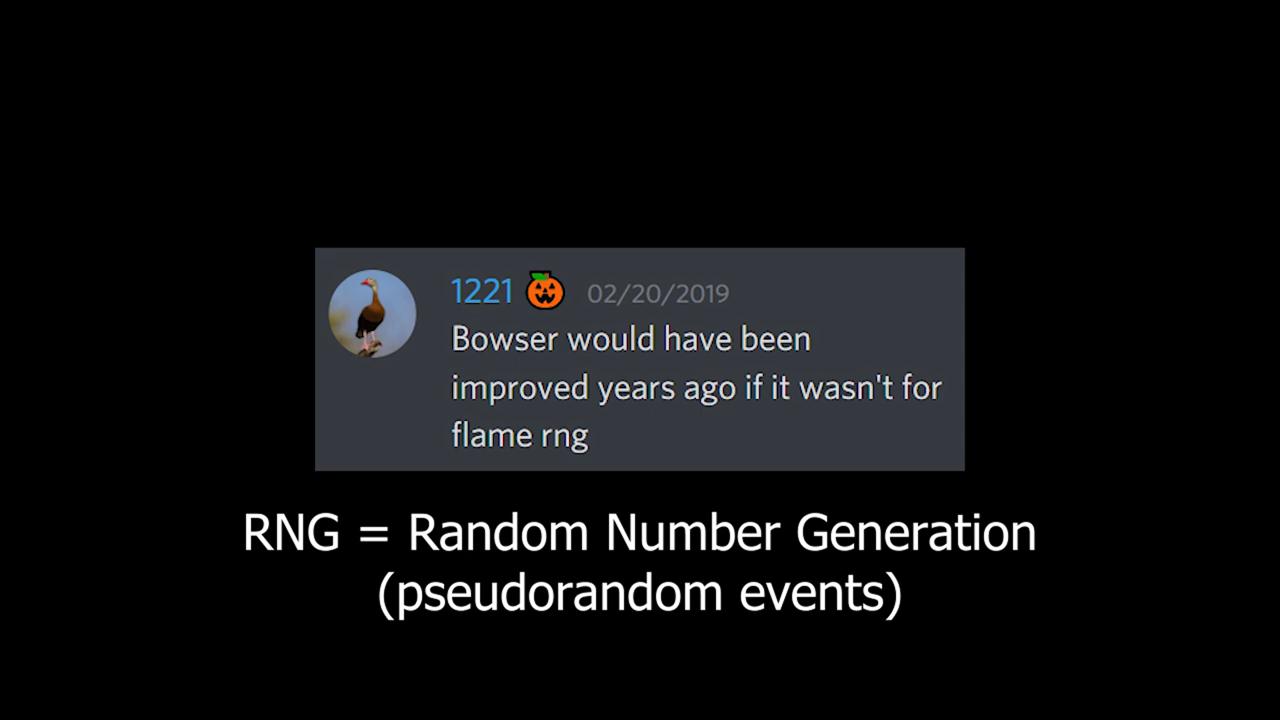 1221 🎃 02/20/2019
Bowser would have been
improved years ago if it wasn't for
flame rng
RNG = Random Number Generation
(pseudorandom events)